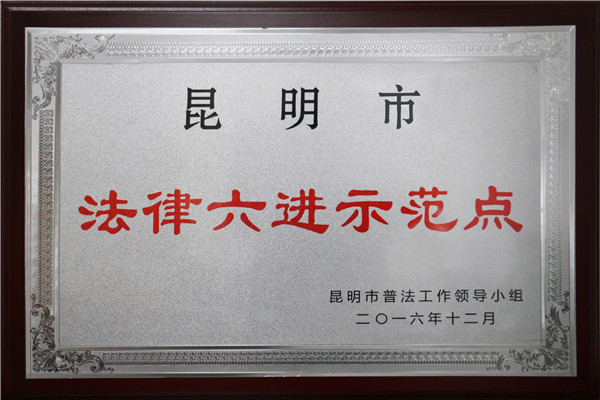 昆明市
法律六进示范点
昆明市普法工作领导小组
二〇一六年十二月